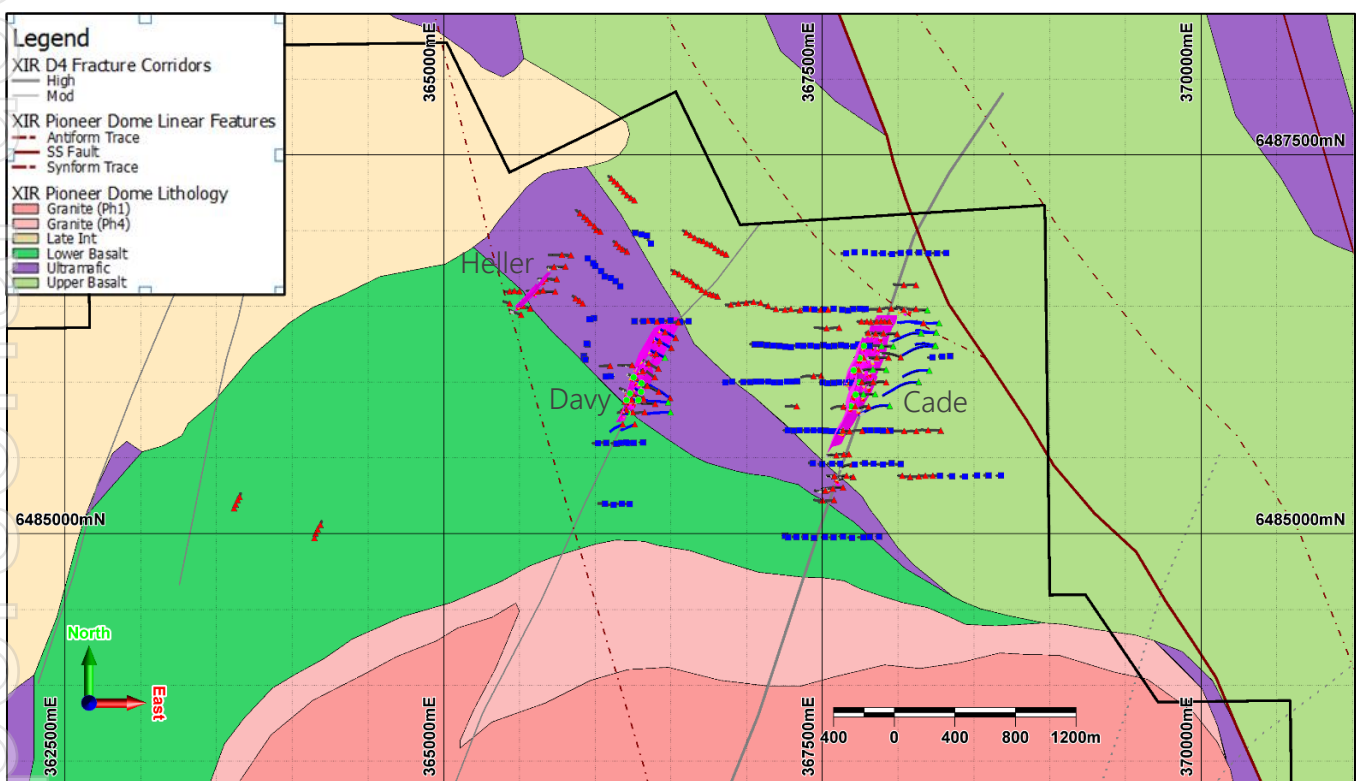 Legend
XIR D4 Fracture Corridors
High
Mod
XIR Pioneer Dome Linear Features
Antiform Trace
SS Fault
Synform Trace
XIR Pioneer Dome Lithology
Granite (Ph1)
Granite (Ph4)
Late Int
Lower Basalt
Ultramafic
Upper Basalt
365000mE
367500mE
370000mE
6487500mN
Heller
Davy
Cade
6485000mN
6485000mN
North
East
362500mE
365000mE
367500mE
370000mE
400 0 400 800 1200m